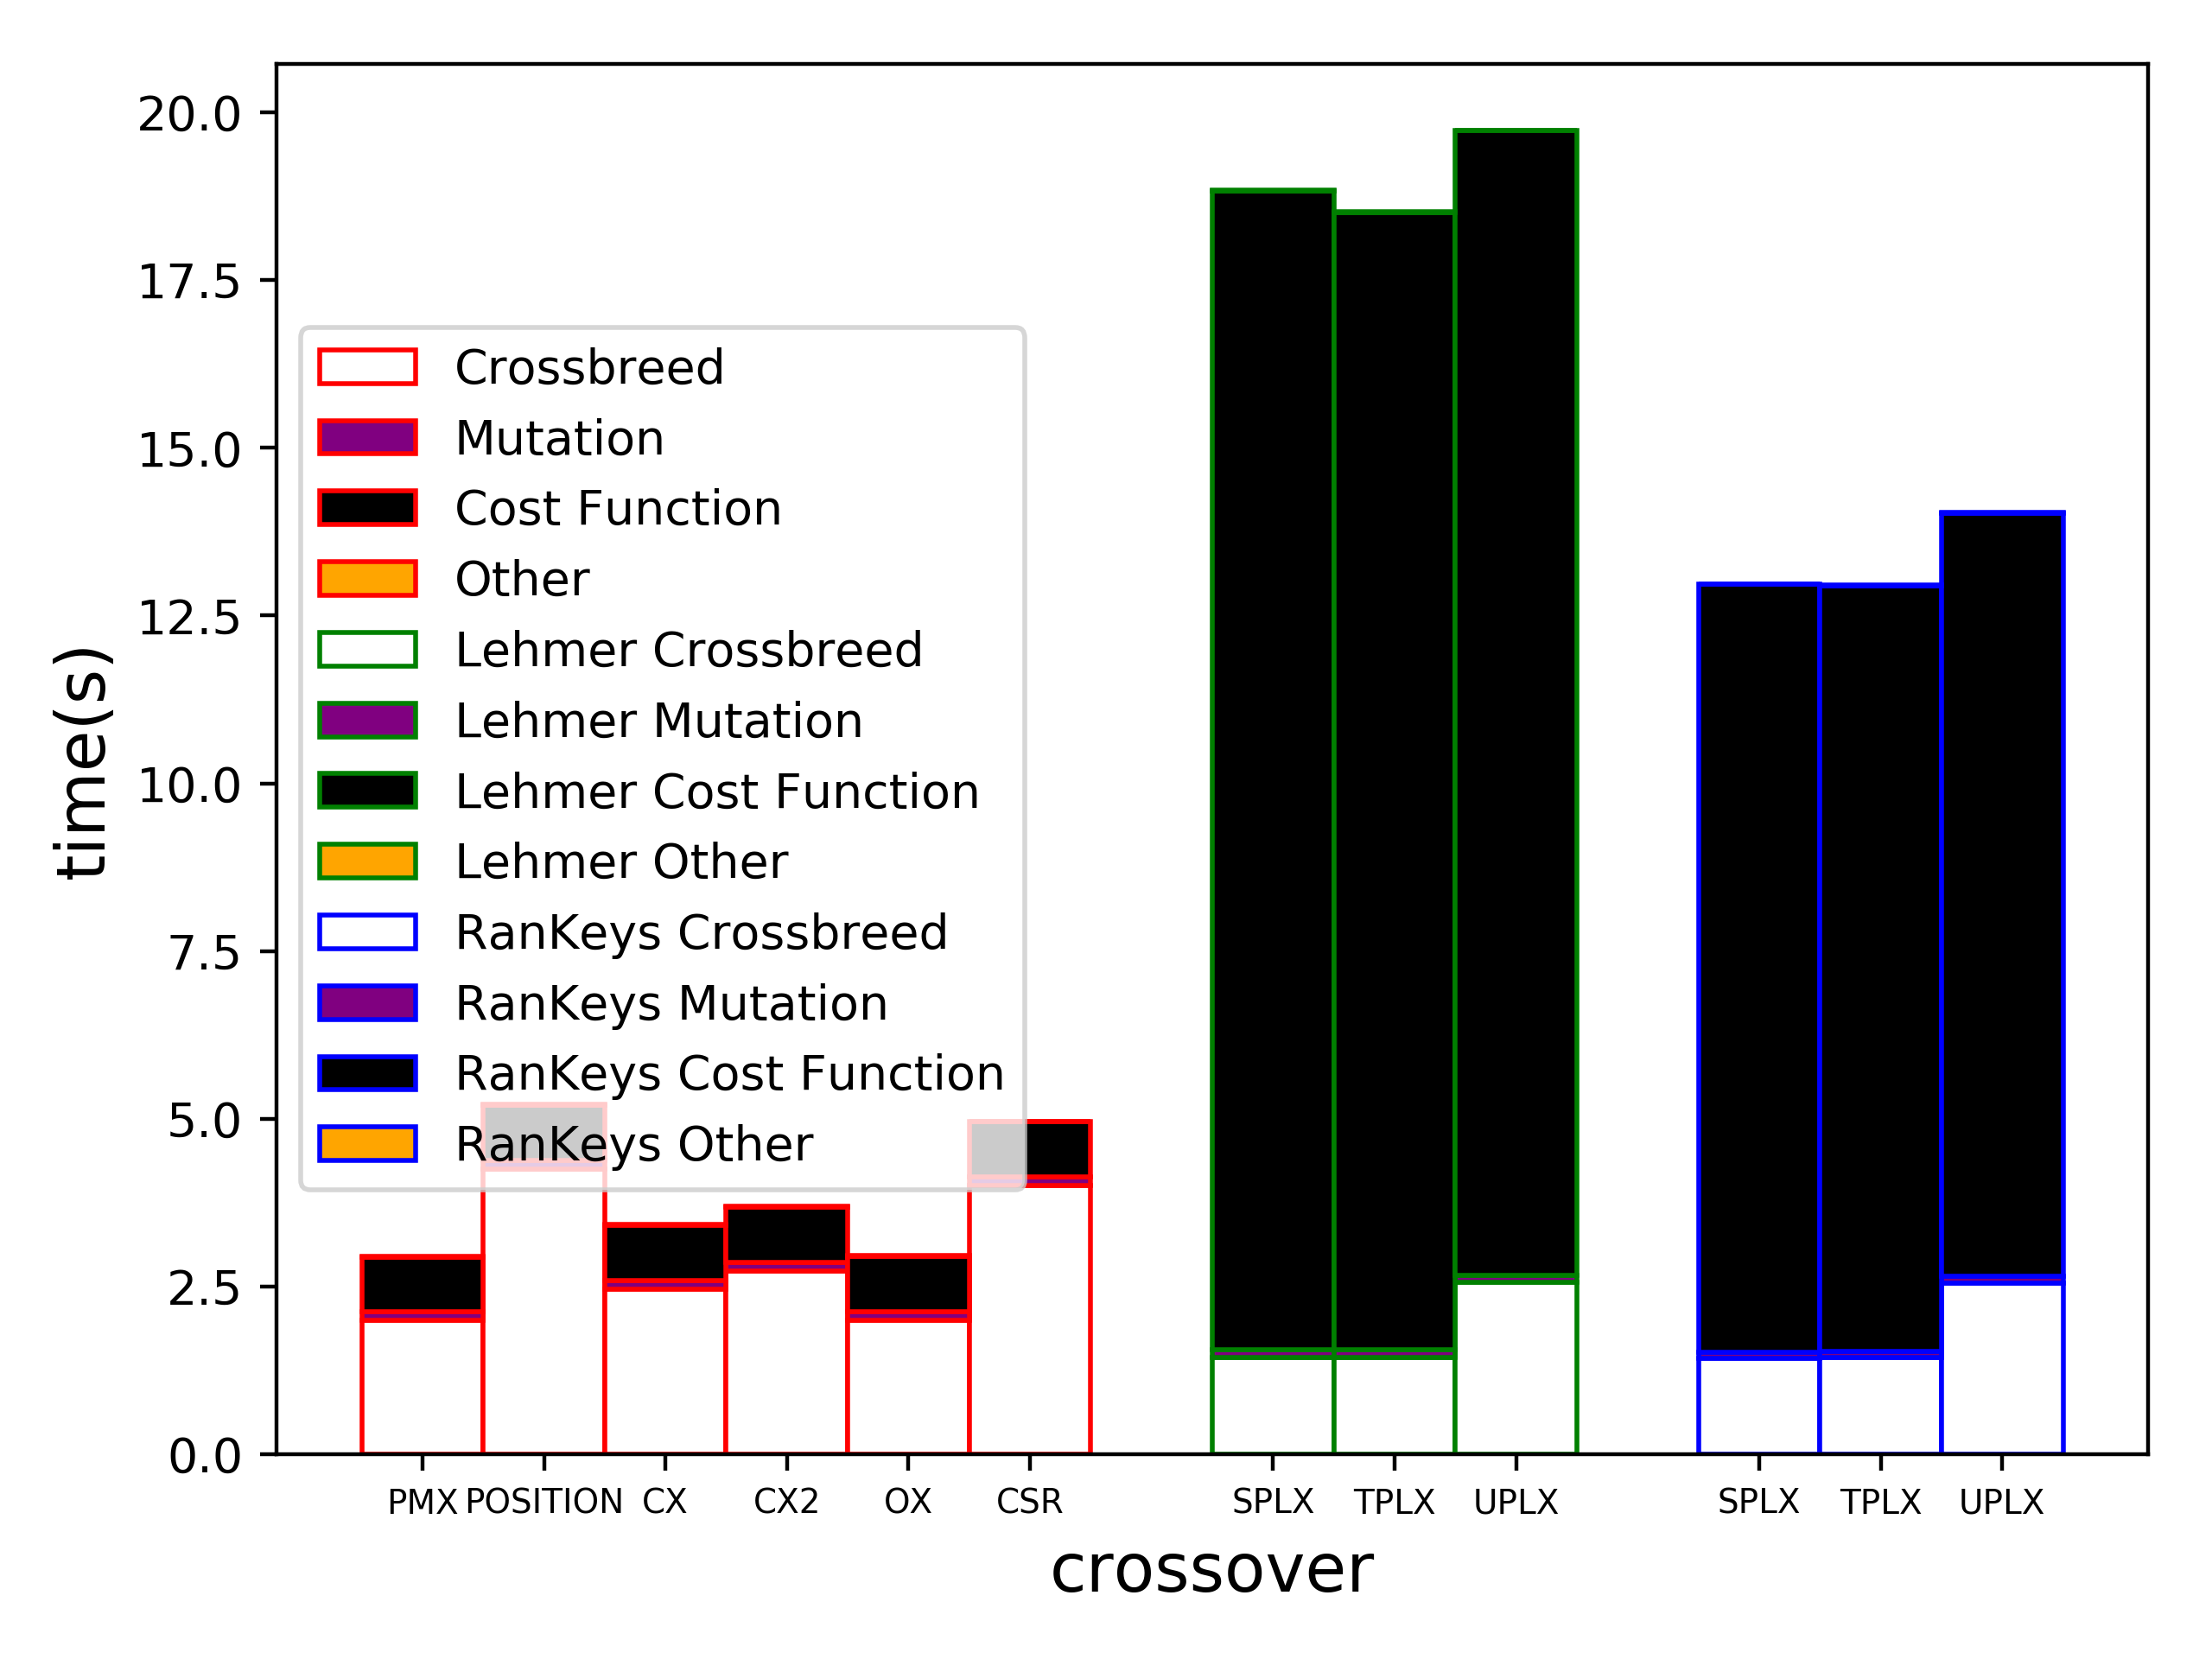 20.0
17.5
15.0
12.5
10.0
7.5
5.0
2.5
0.0
time(s)
Crossbreed
Mutation
Cost Function
Other
Lehmer Crossbreed
Lehmer Mutation
Lehmer Cost Function
Lehmer Other
RanKeys Crossbreed
RanKeys Mutation
RanKeys Cost Function
RanKeys Other
PMX POSITION CX CX2 OX CSR SPLX TPLX UPLX SPLX TPLX UPLX
crossover